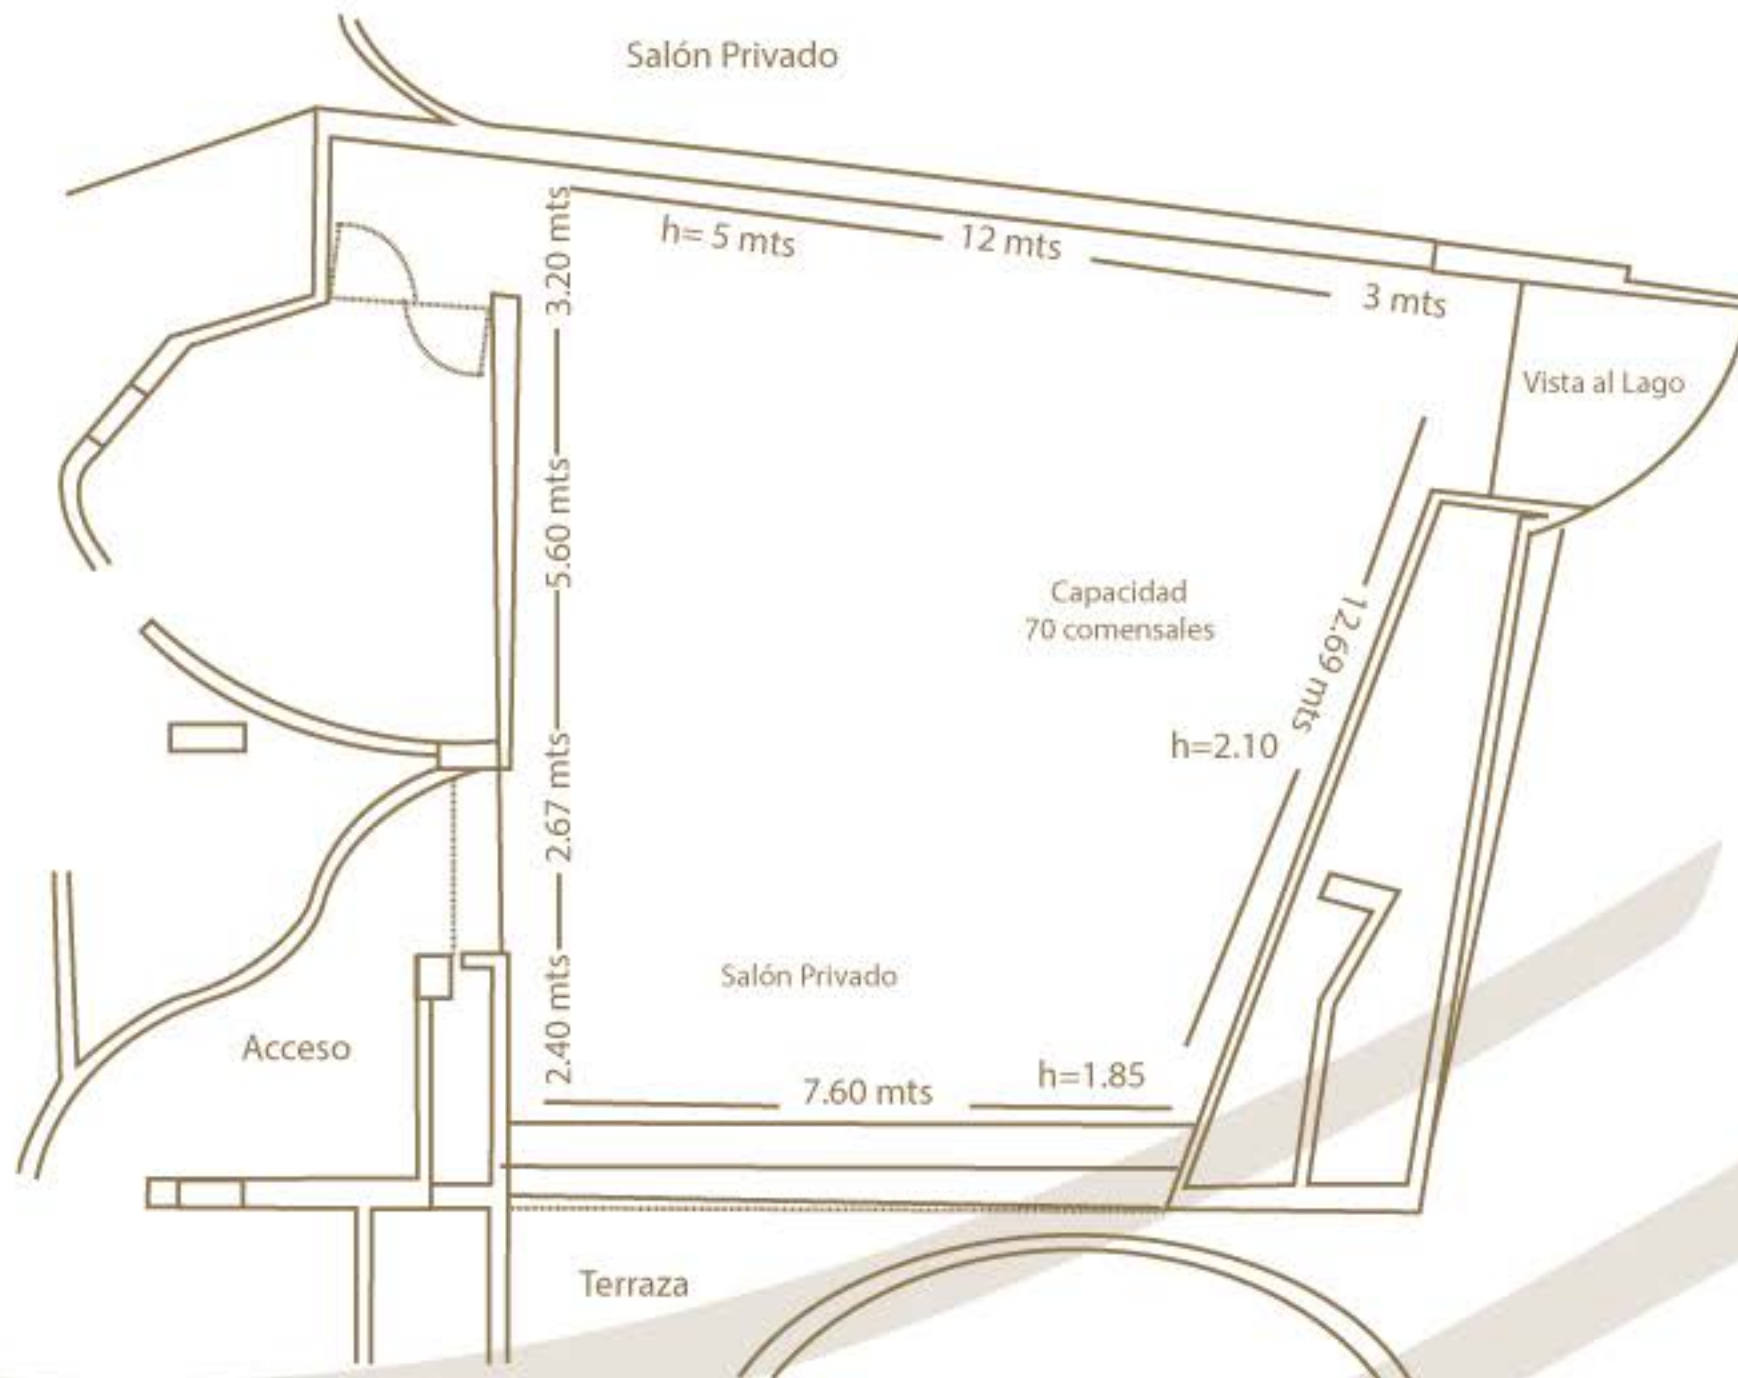 Salón Privado
h= 5 mts
12 mts
3 mts
3.20 mts
Vista al Lago
5.60 mts
Capacidad
70 comensales
12.69 mts
h=2.10
2.67 mts
Salón Privado
2.40 mts
Acceso
7.60 mts
h=1.85
Terraza